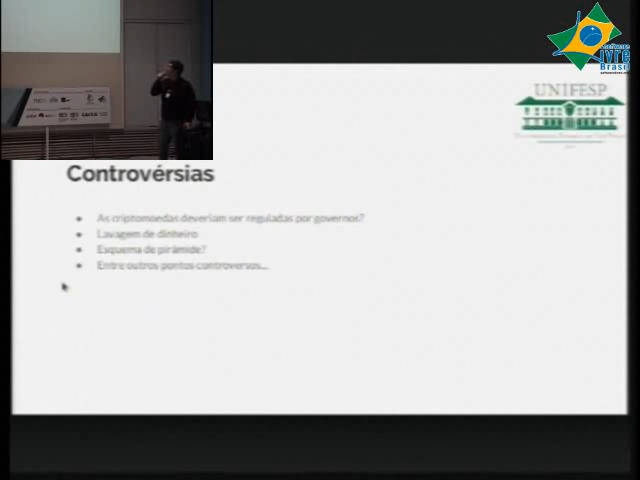 ivre
Brasil
UNIFESP
Controvérsias
• As criptomoedas deveriam ser reguladas por governos?
• Lavagem de dinheiro
• Esquema de pirâmide?
• Entre outros pontos controversos...